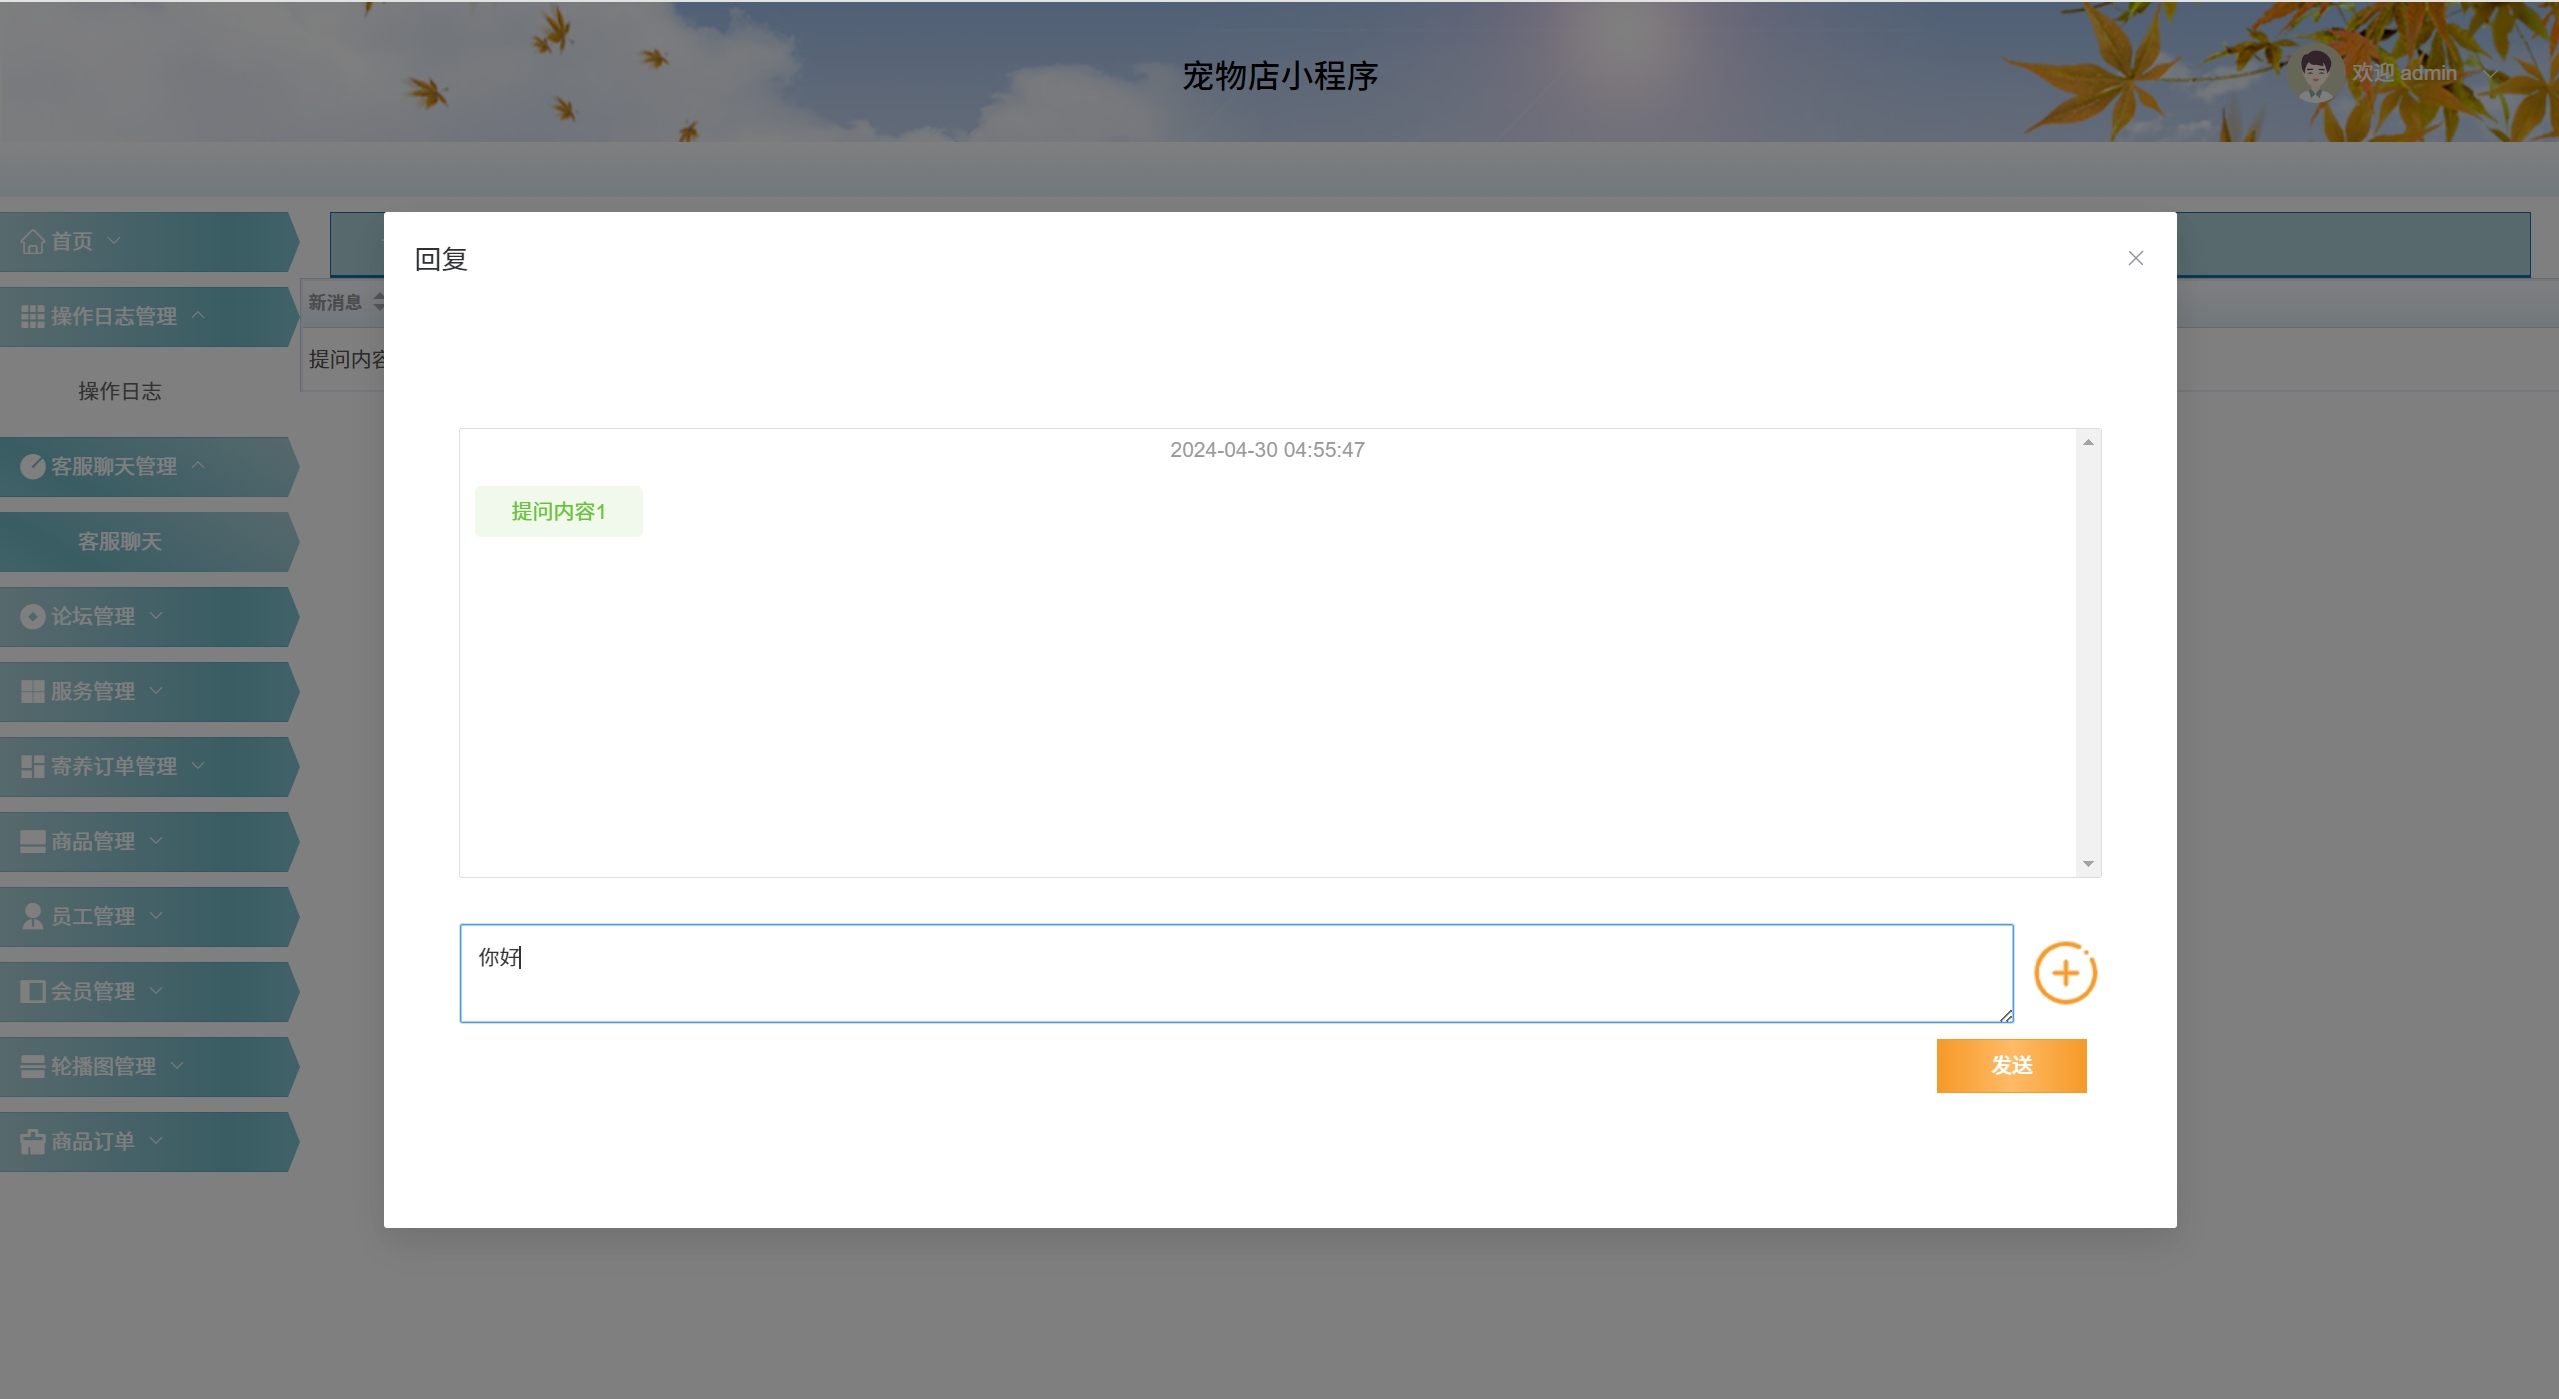 宠物店小程序
欢迎 admin
首页
操作日志管理
操作日志
客服聊天管理
客服聊天
论坛管理
服务管理
寄养订单管理
商品管理
员工管理
会员管理
轮播图管理
商品订单
新消息
提问内容
回复
2024-04-30 04:55:47
提问内容1
你好
发送